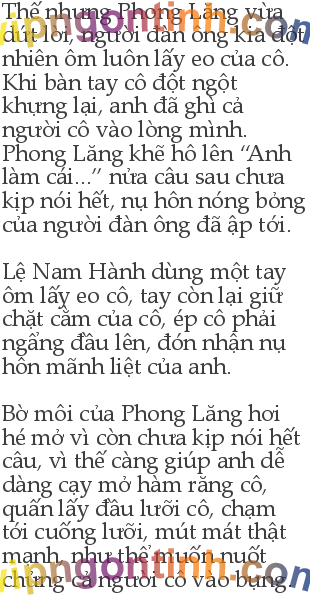 Thế nhưng Phong Lăng vừa
dứt lời, người đàn ông kia đột
nhiên ôm luôn lấy eo của cô.
Khi bàn tay cô đột ngột
khựng lại, anh đã ghì cả
người cô vào lòng mình.
Phong Lăng khẽ hô lên “Anh
làm cái...” nửa câu sau chưa
kịp nói hết, nụ hôn nóng bỏng
của người đàn ông đã ập tới.
Lệ Nam Hành dùng một tay
ôm lấy eo cô, tay còn lại giữ
chặt cằm của cô, ép cô phải
ngẩng đầu lên, đón nhận nụ
hôn mãnh liệt của anh.
Bờ môi của Phong Lăng hơi
hé mở vì còn chưa kịp nói hết
câu, vì thế càng giúp anh dễ
dàng cạy mở hàm răng cô,
quấn lấy đầu lưỡi cô, chạm
tới cuống lưỡi, mút mát thật
mạnh, như thể muốn nuốt
chửng cả người cô vào bụng.
vipngontinh.com
vipngontinh.com